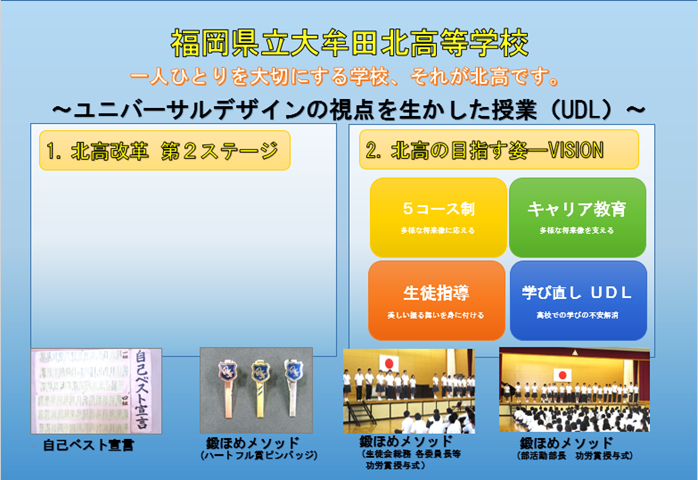 福岡県立大牟田北高等学校
一人ひとりを大切にする学校、それが北高です。
～ユニバーサルデザインの視点を生かした授業（UDL）～
1. 北高改革 第２ステージ
2. 北高の目指す姿―VISION
５コース制
多様な将来像に応える
キャリア教育
多様な将来像を支える
生徒指導
美しい振る舞いを身に付ける
学び直し ＵＤＬ
高校での学びの不安解消
自己ベスト宣言
自己ベスト宣言
鍛ほめメソッド
(ハートフル賞ピンバッジ)
鍛ほめメソッド
（生徒会総務 各委員長等
功労賞授与式）
鍛ほめメソッド
（部活動部長 功労賞授与式）